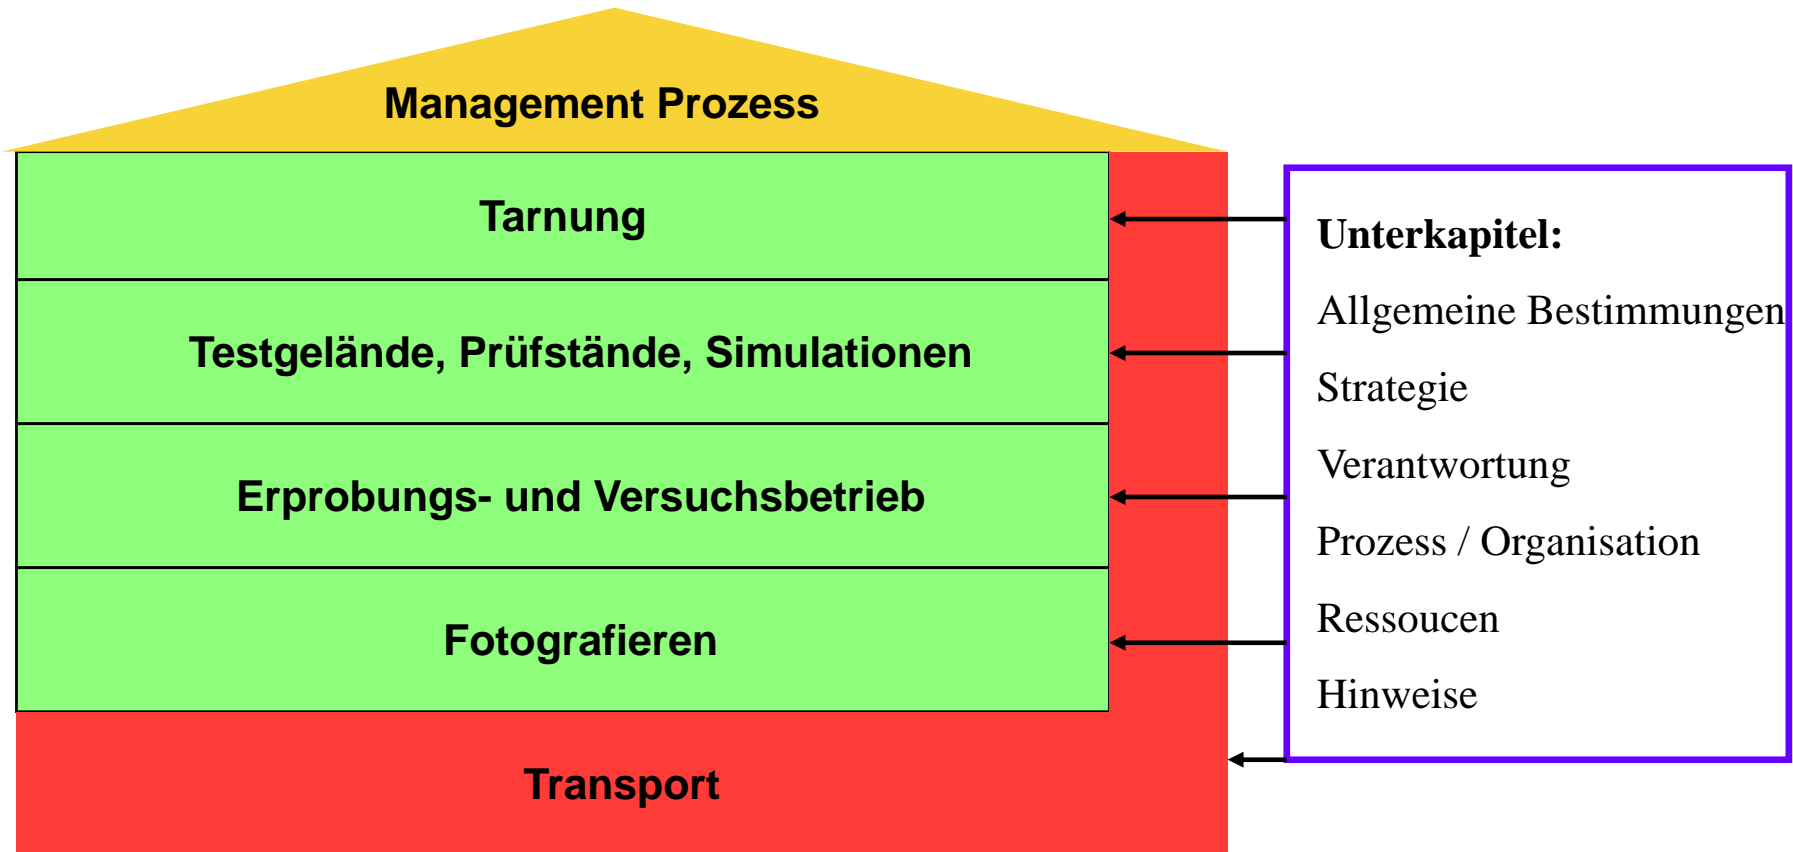 Management Prozess
Tarnung
Testgelände, Prüfstände, Simulationen
Erprobungs- und Versuchsbetrieb
Fotografieren
Transport
Unterkapitel:
Allgemeine Bestimmungen
Strategie
Verantwortung
Prozess / Organisation
Ressoucen
Hinweise